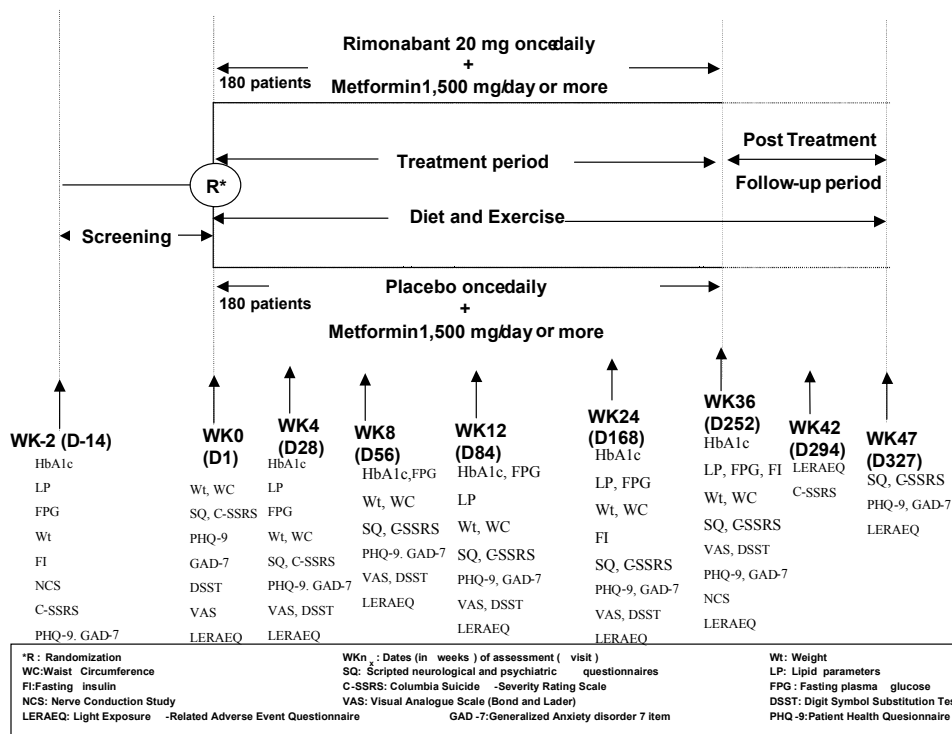 Rimonabant 20 mg oncedaily
+
180 patients
Metformin1,500 mg/day or more
Post Treatment
Treatment period
R*
Follow-up period
Diet and Exercise
Screening
180 patients
Placebo oncedaily
+
Metformin1,500 mg/day or more
WK-2 (D-14)
HbA1c
LP
FPG
Wt
FI
NCS
C-SSRS
PHQ-9. GAD-7
WK0
(D1)
Wt, WC
SQ, C-SSRS
PHQ-9
GAD-7
DSST
VAS
LERAEQ
WK4
(D28)
HbA1c
LP
FPG
Wt, WC
SQ, C-SSRS
PHQ-9. GAD-7
VAS, DSST
LERAEQ
WK8
(D56)
HbA1c,FPG
Wt, WC
SQ, C-SSRS
PHQ-9. GAD-7
VAS, DSST
LERAEQ
WK12
(D84)
HbA1c, FPG
LP
Wt, WC
SQ, C-SSRS
PHQ-9, GAD-7
VAS, DSST
LERAEQ
WK24
(D168)
HbA1c
LP, FPG
Wt, WC
FI
SQ, C-SSRS
PHQ-9, GAD-7
VAS, DSST
LERAEQ
WK36
(D252)
HbA1c
LP, FPG, FI
Wt, WC
SQ, C-SSRS
VAS, DSST
PHQ-9, GAD-7
NCS
LERAEQ
WK42
(D294)
LERAEQ
C-SSRS
WK47
(D327)
SQ, C-SSRS
PHQ-9, GAD-7
LERAEQ
*R : Randomization
WKn x : Dates (in weeks ) of assessment ( visit )
Wt: Weight
WC:Waist Circumference
SQ: Scripted neurological and psychiatric questionnaires
LP: Lipid parameters
FI:Fasting insulin
C-SSRS: Columbia Suicide -Severity Rating Scale
FPG : Fasting plasma glucose
NCS: Nerve Conduction Study
VAS: Visual Analogue Scale (Bond and Lader)
DSST: Digit Symbol Substitution Tes
LERAEQ: Light Exposure -Related Adverse Event Questionnaire
GAD -7:Generalized Anxiety disorder 7 item
PHQ -9:Patient Health Quesionnaire